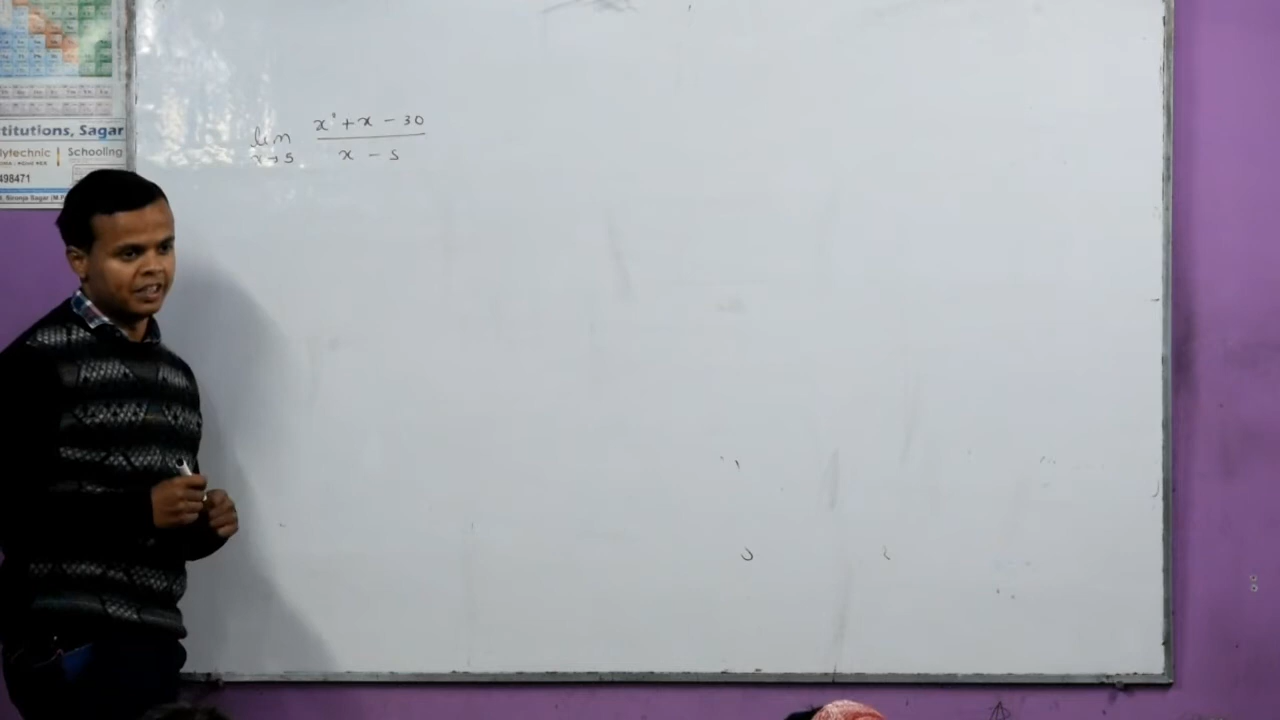 titutions, Sagar
lytechnic | Schooling
498471
lim x→5 (x² + x - 30) / (x - 5)